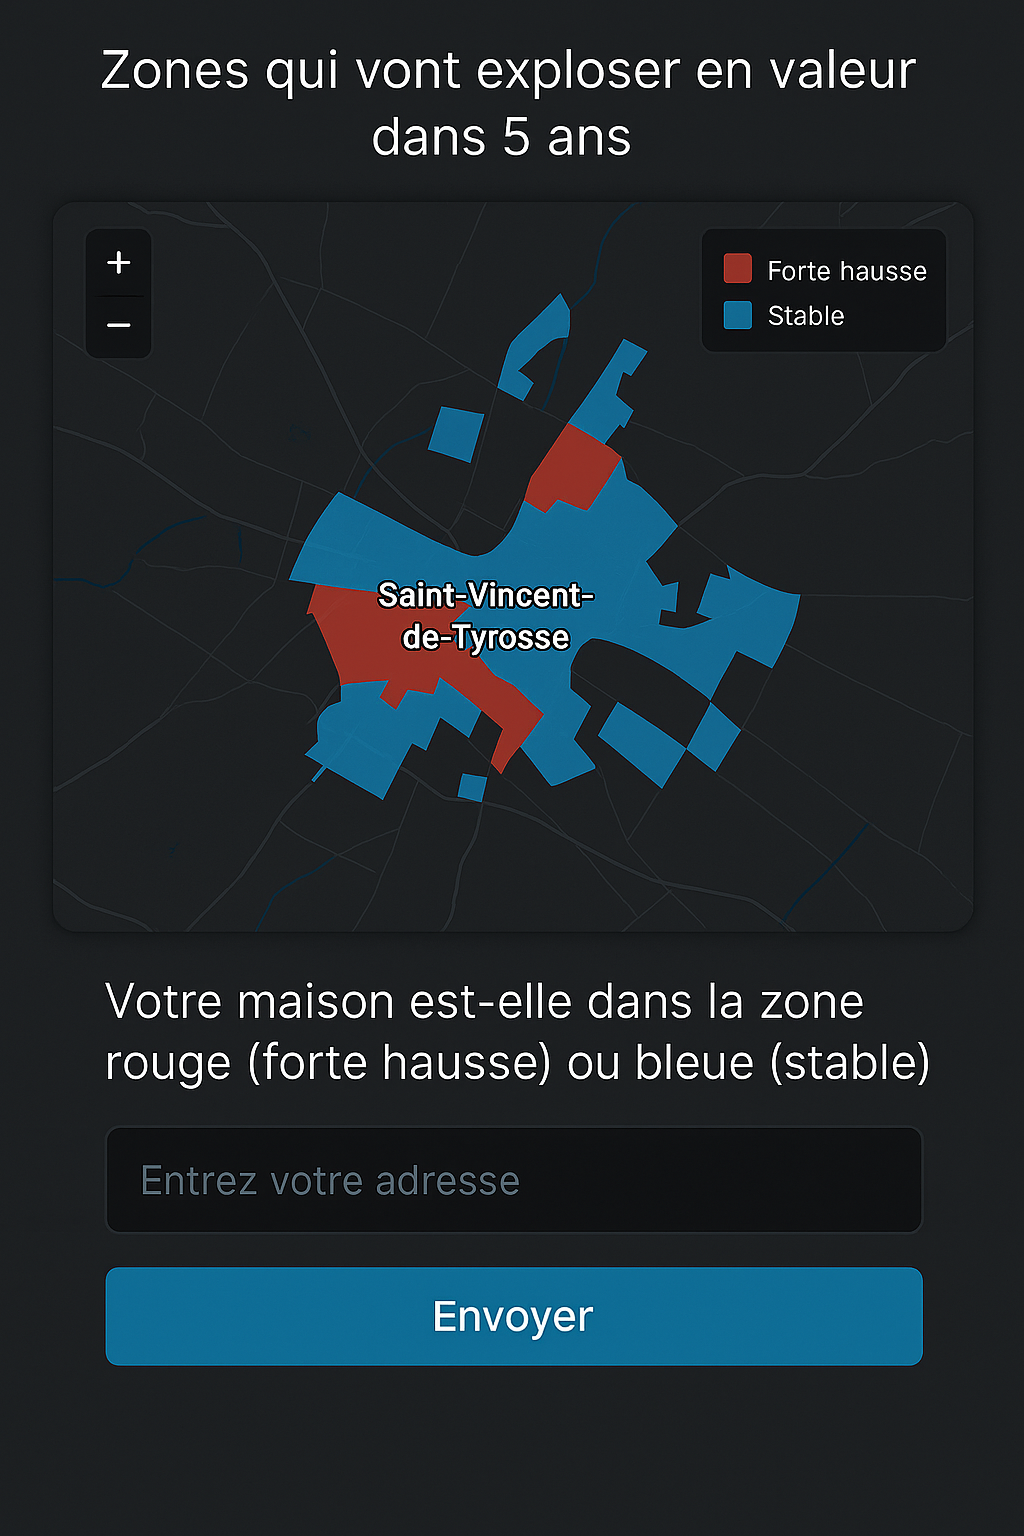 Zones qui vont exploser en valeur
dans 5 ans
+
Forte hausse
−
Stable
Saint-Vincent-
de-Tyrosse
Votre maison est-elle dans la zone
rouge (forte hausse) ou bleue (stable)
Entrez votre adresse
Envoyer